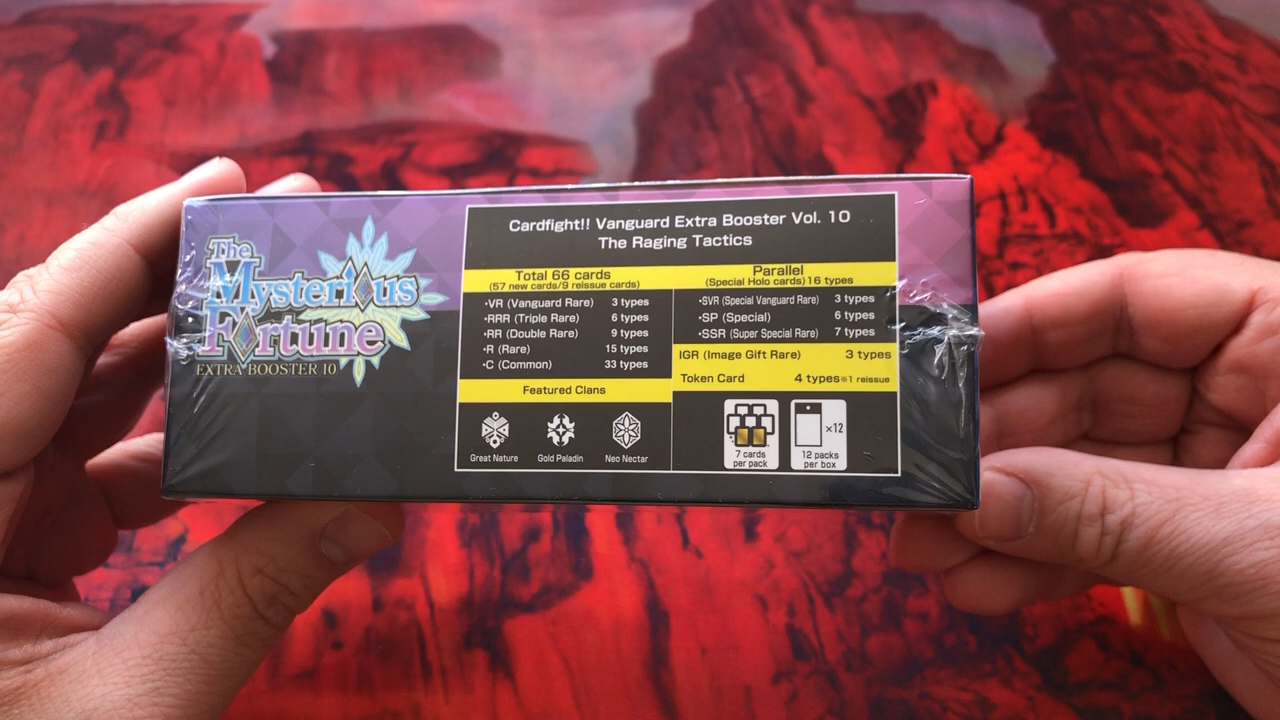 The
Mysterious
Fortune
EXTRA BOOSTER 10
Cardfight!! Vanguard Extra Booster Vol. 10
The Raging Tactics
Total 66 cards
(57 new cards/9 reissue cards)
•VR (Vanguard Rare) 3 types
•RRR (Triple Rare) 6 types
•RR (Double Rare) 9 types
•R (Rare) 15 types
•C (Common) 33 types
Featured Clans
Great Nature Gold Paladin Neo Nectar
Parallel
(Special Holo cards) 16 types
•SVR (Special Vanguard Rare) 3 types
•SP (Special) 6 types
•SSR (Super Special Rare) 7 types
IGR (Image Gift Rare) 3 types
Token Card 4 types※1 reissue
7 cards
per pack
×12
12 packs
per box